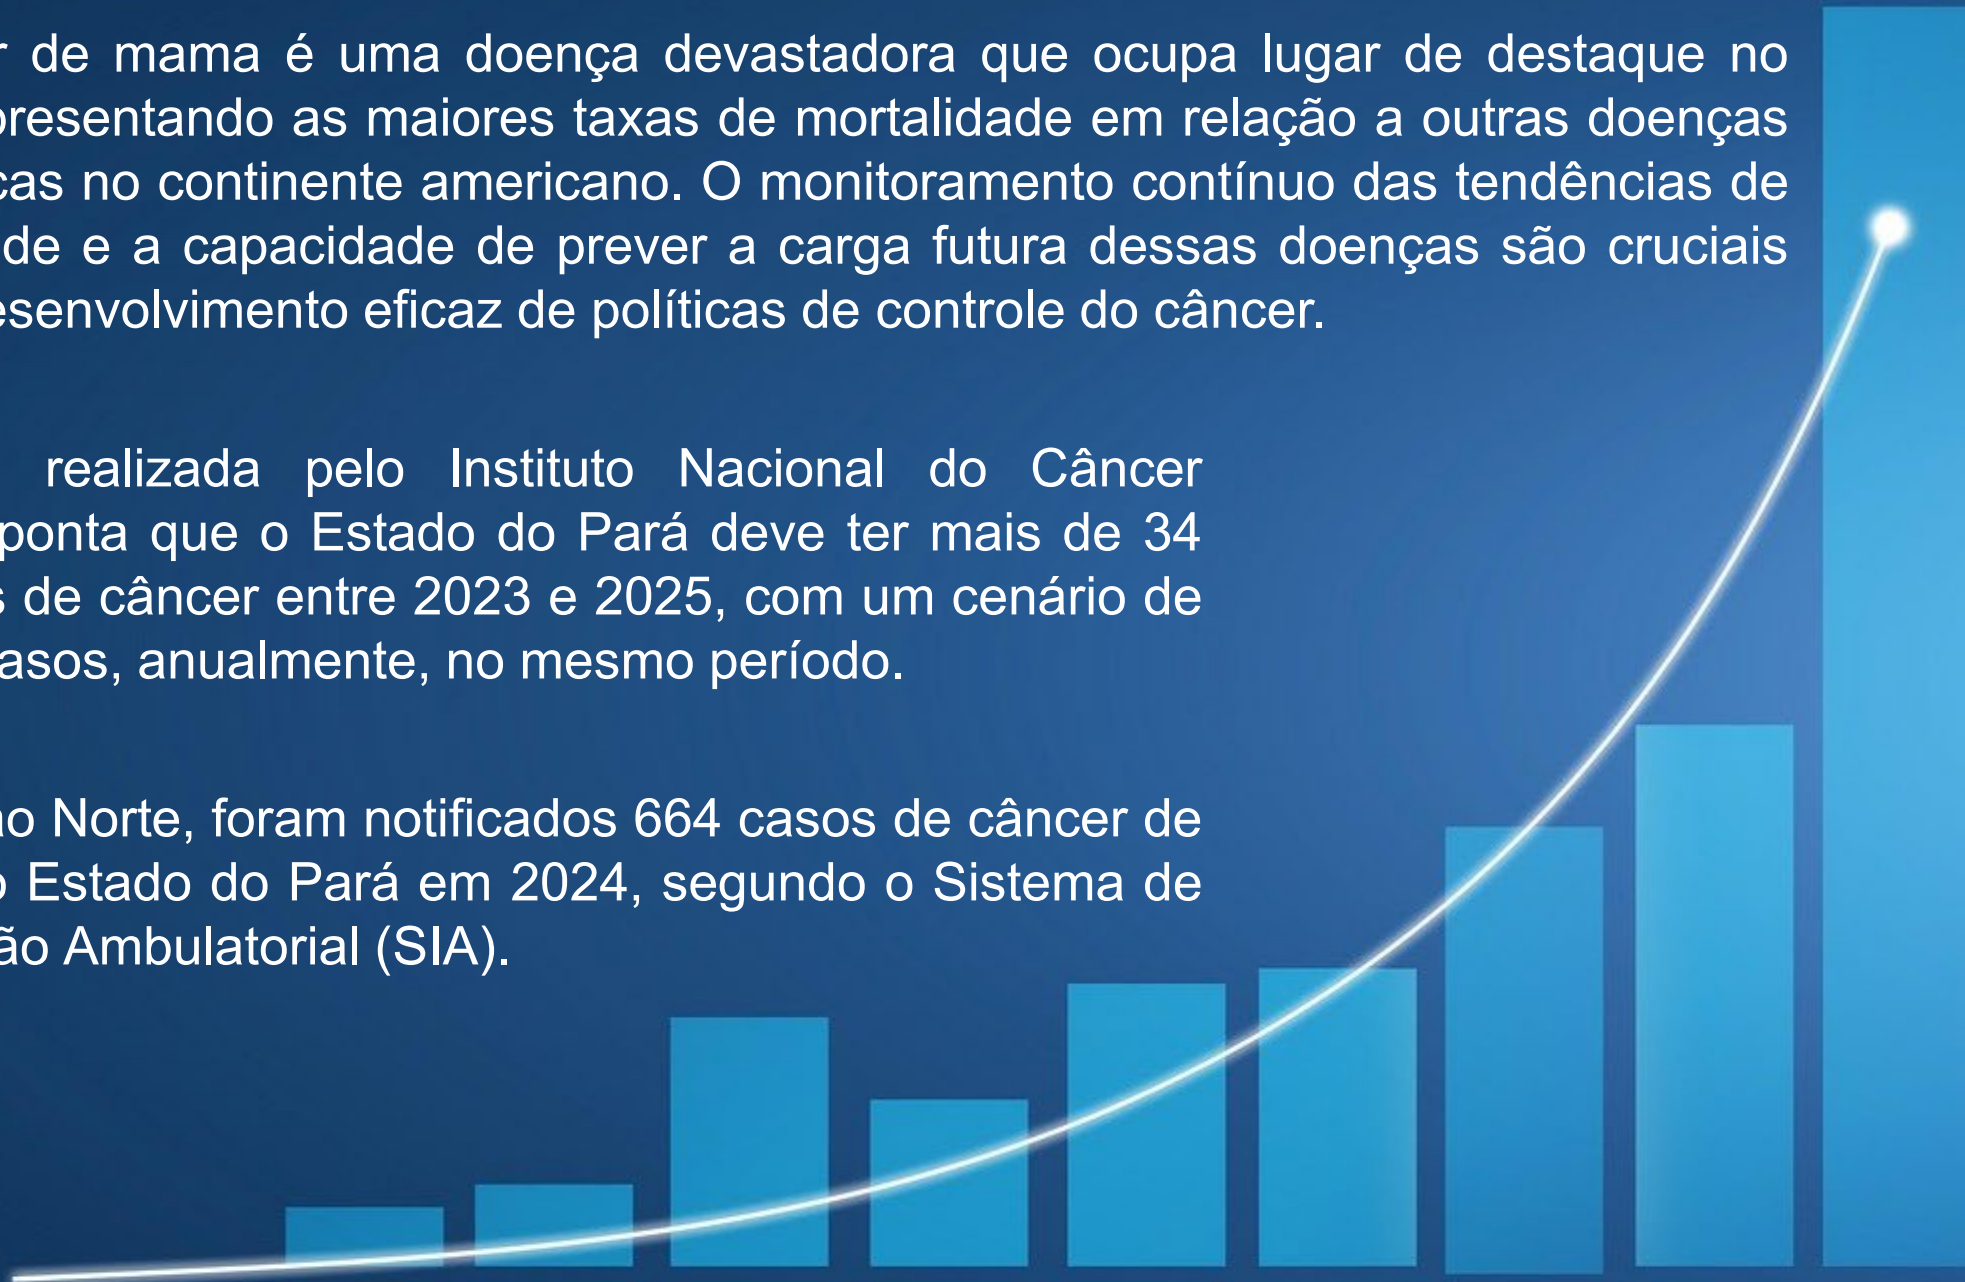 r de mama é uma doença devastadora que ocupa lugar de destaque no
presentando as maiores taxas de mortalidade em relação a outras doenças
cas no continente americano. O monitoramento contínuo das tendências de
de e a capacidade de prever a carga futura dessas doenças são cruciais
esenvolvimento eficaz de políticas de controle do câncer.
realizada pelo Instituto Nacional do Câncer
ponta que o Estado do Pará deve ter mais de 34
s de câncer entre 2023 e 2025, com um cenário de
asos, anualmente, no mesmo período.
ão Norte, foram notificados 664 casos de câncer de
o Estado do Pará em 2024, segundo o Sistema de
ão Ambulatorial (SIA).